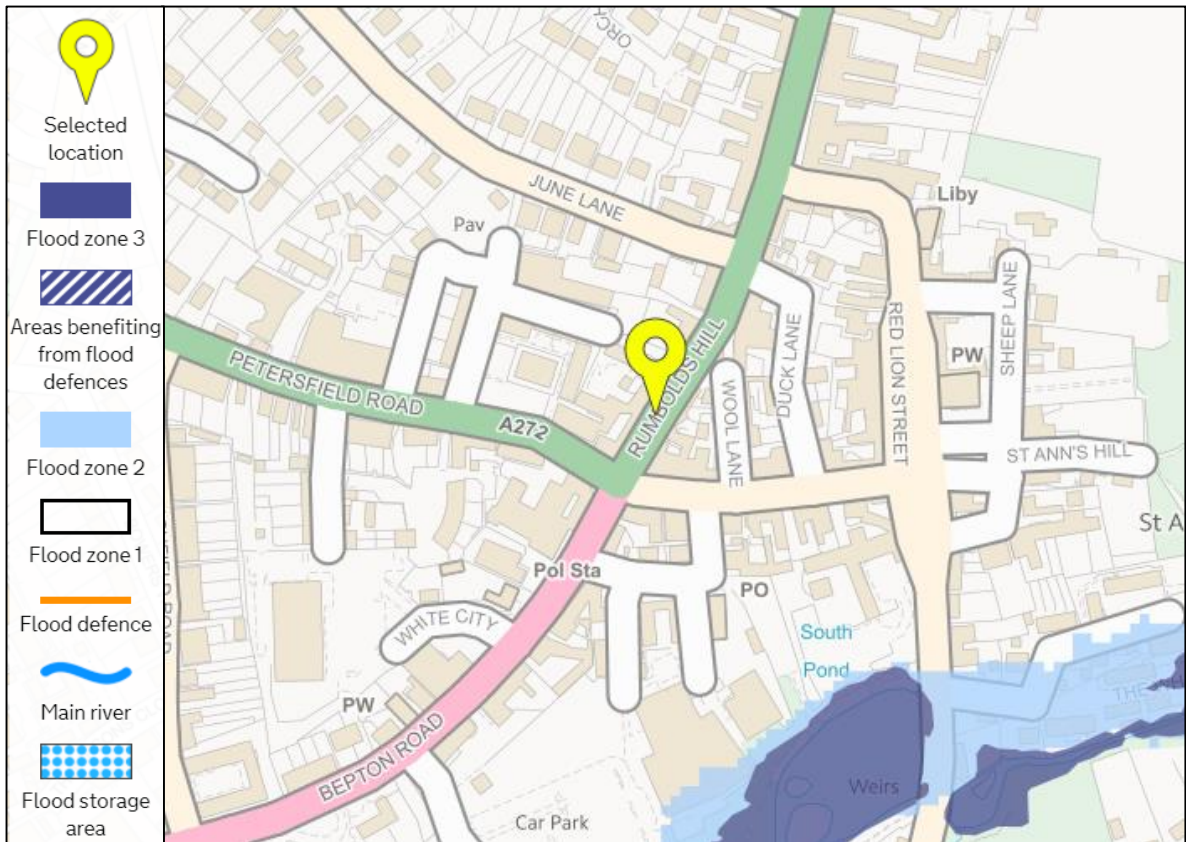 Selected
location
Flood zone 3
Areas benefiting
from flood
defences
Flood zone 2
Flood zone 1
Flood defence
Main river
Flood storage
area
ORC
JUNE LANE
Pav
Liby
PETERSFIELD ROAD
A272
RUMBOLDS HILL
WOOL LANE
DUCK LANE
RED LION STREET
PW
SHEEP LANE
ST ANN'S HILL
St A
Pol Sta
PO
WHITE CITY
South
Pond
THE
PW
BEPTON ROAD
Weirs
Car Park